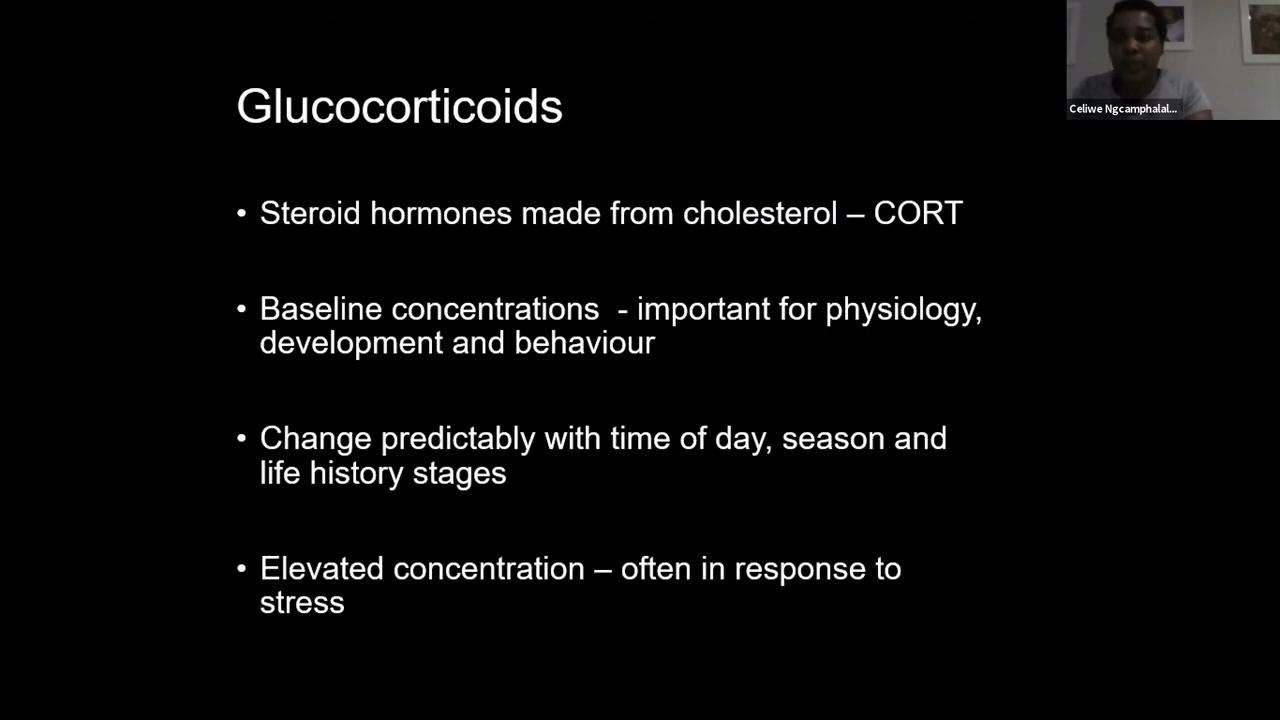 Glucocorticoids
Celiwe Ngcamphalal...
• Steroid hormones made from cholesterol – CORT
• Baseline concentrations  - important for physiology,
development and behaviour
• Change predictably with time of day, season and
life history stages
• Elevated concentration – often in response to
stress